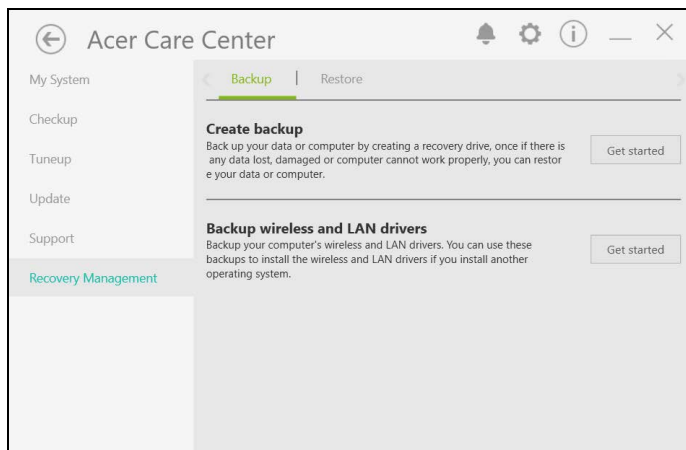 Acer Care Center
My System
Checkup
Tuneup
Update
Support
Recovery Management
Backup | Restore
Create backup
Back up your data or computer by creating a recovery drive, once if there is
any data lost, damaged or computer cannot work properly, you can restor
e your data or computer.
Get started
Backup wireless and LAN drivers
Backup your computer's wireless and LAN drivers. You can use these
backups to install the wireless and LAN drivers if you install another
operating system.
Get started